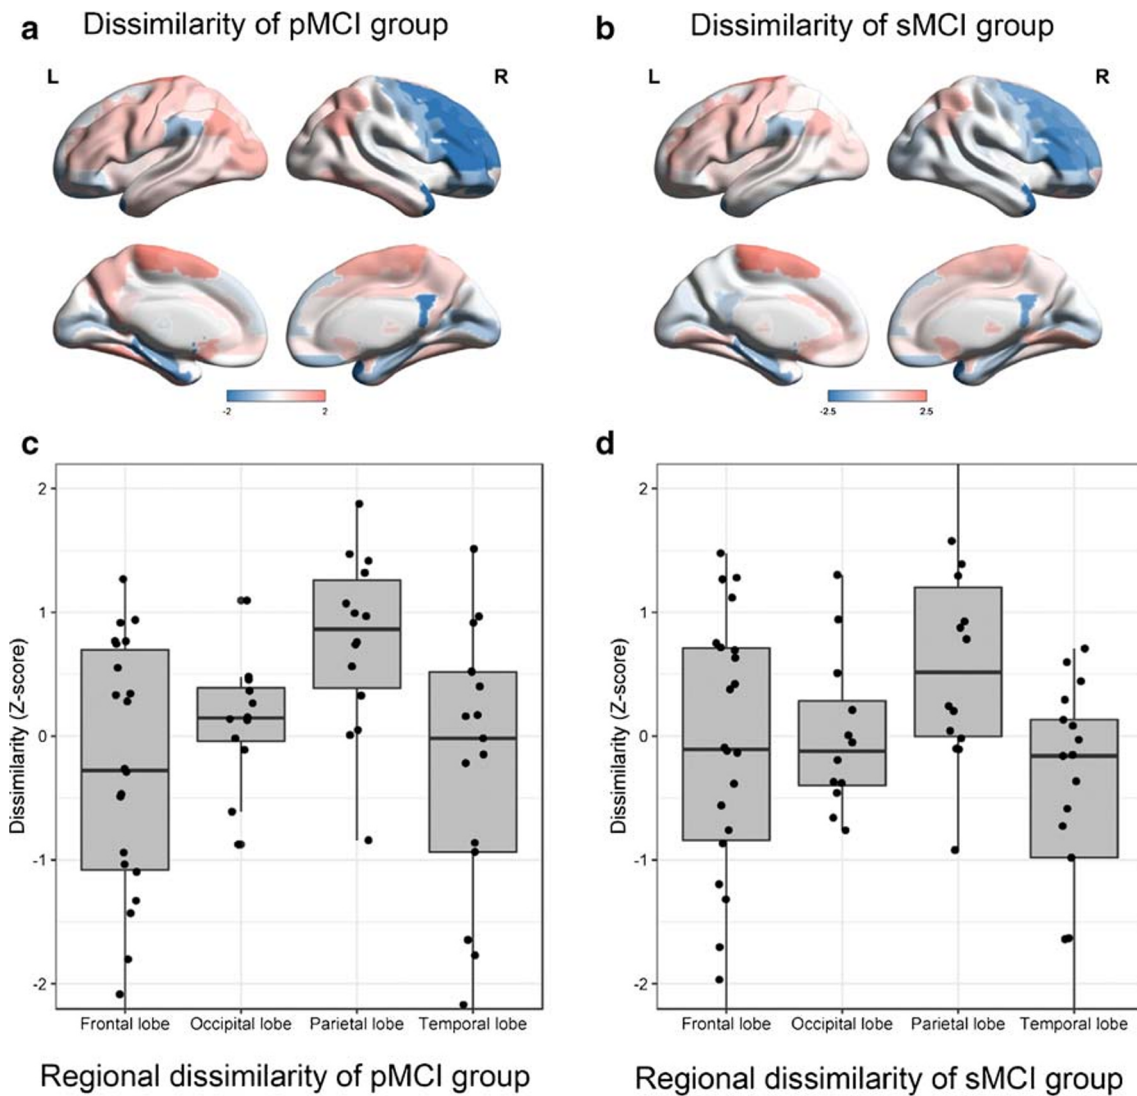 a Dissimilarity of pMCI group
b Dissimilarity of sMCI group
L R
L R
-2 2
-2.5 2.5
c
d
Dissimilarity (Z-score)
2
1
0
-1
-2
Frontal lobe Occipital lobe Parietal lobe Temporal lobe
Regional dissimilarity of pMCI group
Dissimilarity (Z-score)
2
1
0
-1
-2
Frontal lobe Occipital lobe Parietal lobe Temporal lobe
Regional dissimilarity of sMCI group